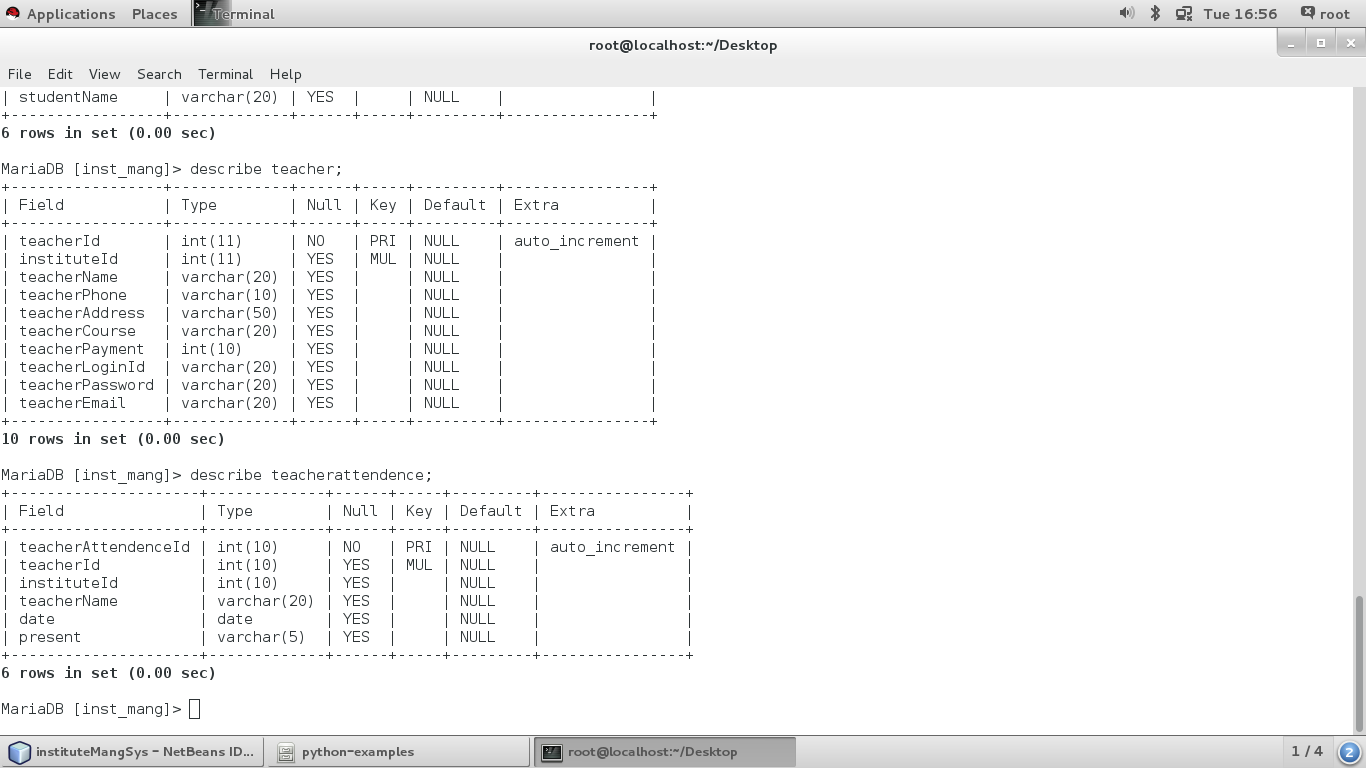 Applications Places Terminal Tue 16:56 root
root@localhost:~/Desktop
File Edit View Search Terminal Help
| studentName     | varchar(20) | YES  |     | NULL    |                |
+-----------------+-------------+------+-----+---------+----------------+
6 rows in set (0.00 sec)
MariaDB [inst_mang]> describe teacher;
+-----------------+-------------+------+-----+---------+----------------+
| Field           | Type        | Null | Key | Default | Extra          |
+-----------------+-------------+------+-----+---------+----------------+
| teacherId       | int(11)     | NO   | PRI | NULL    | auto_increment |
| instituteId     | int(11)     | YES  | MUL | NULL    |                |
| teacherName     | varchar(20) | YES  |     | NULL    |                |
| teacherPhone    | varchar(10) | YES  |     | NULL    |                |
| teacherAddress  | varchar(50) | YES  |     | NULL    |                |
| teacherCourse   | varchar(20) | YES  |     | NULL    |                |
| teacherPayment  | int(10)     | YES  |     | NULL    |                |
| teacherLoginId  | varchar(20) | YES  |     | NULL    |                |
| teacherPassword | varchar(20) | YES  |     | NULL    |                |
| teacherEmail    | varchar(20) | YES  |     | NULL    |                |
+-----------------+-------------+------+-----+---------+----------------+
10 rows in set (0.00 sec)
MariaDB [inst_mang]> describe teacherattendence;
+---------------------+-------------+------+-----+---------+----------------+
| Field               | Type        | Null | Key | Default | Extra          |
+---------------------+-------------+------+-----+---------+----------------+
| teacherAttendenceId | int(10)     | NO   | PRI | NULL    | auto_increment |
| teacherId           | int(10)     | YES  | MUL | NULL    |                |
| instituteId         | int(10)     | YES  |     | NULL    |                |
| teacherName         | varchar(20) | YES  |     | NULL    |                |
| date                | date        | YES  |     | NULL    |                |
| present             | varchar(5)  | YES  |     | NULL    |                |
+---------------------+-------------+------+-----+---------+----------------+
6 rows in set (0.00 sec)
MariaDB [inst_mang]>
instituteMangSys - NetBeans ID... python-examples root@localhost:~/Desktop 1 / 4 2